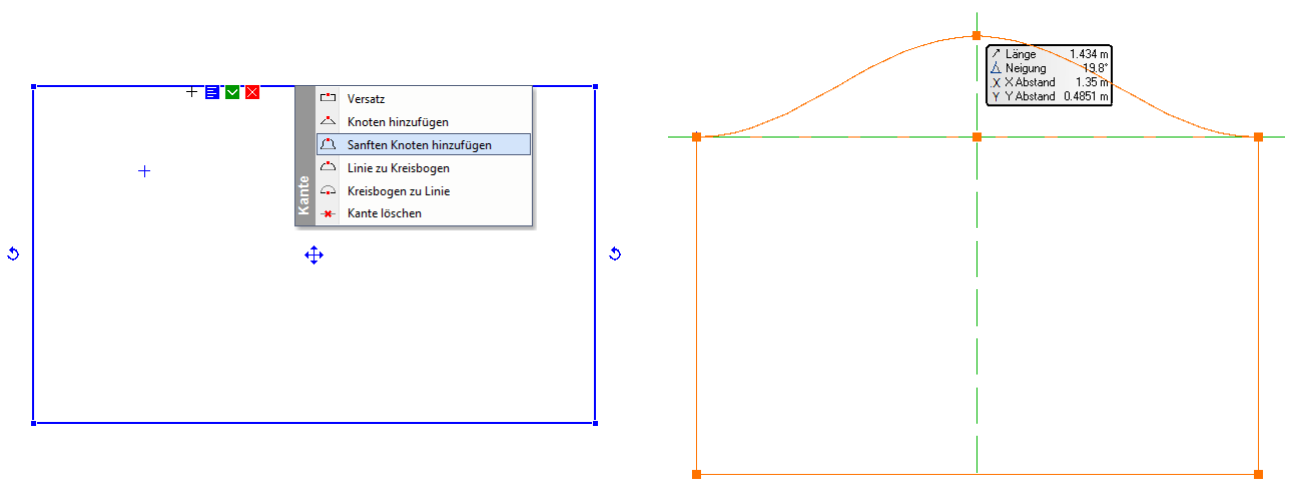 Versatz
Knoten hinzufügen
Sanften Knoten hinzufügen
Linie zu Kreisbogen
Kreisbogen zu Linie
Kante löschen
Kante
Länge 1.434 m
Neigung 19.8°
X X Abstand 1.35 m
Y Y Abstand 0.4851 m